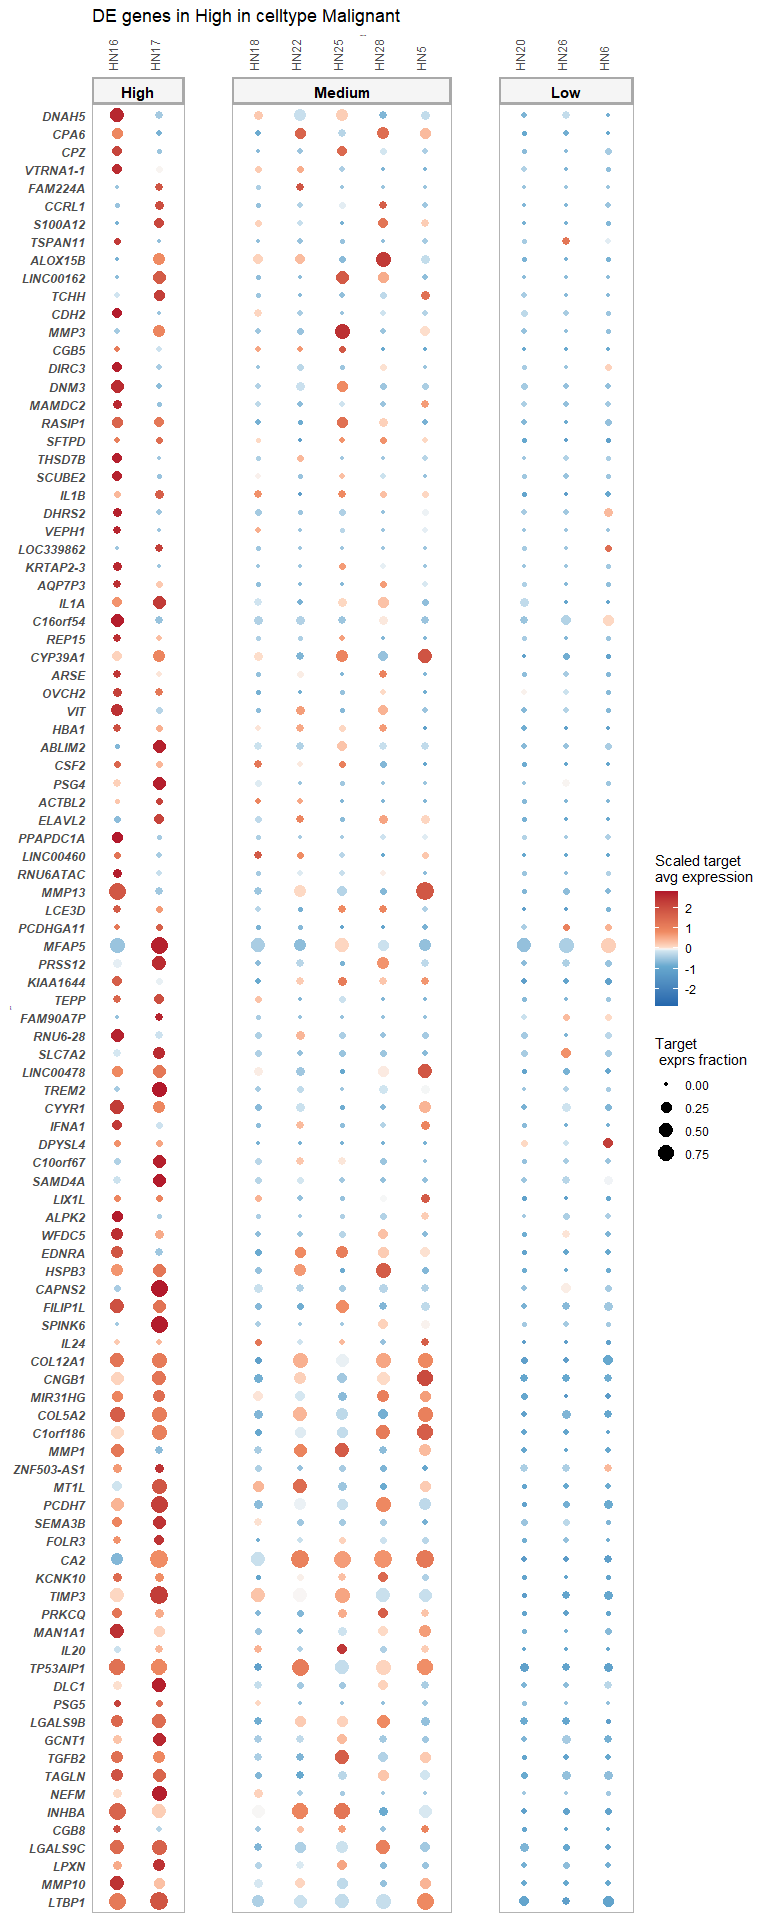 DE genes in High in celltype Malignant
HN16 HN17 HN18 HN22 HN25 HN28 HN5 HN20 HN26 HN6
High Medium Low
DNAH5
CPA6
CPZ
VTRNA1-1
FAM224A
CCRL1
S100A12
TSPAN11
ALOX15B
LINC00162
TCHH
CDH2
MMP3
CGB5
DIRC3
DNM3
MAMDC2
RASIP1
SFTPD
THSD7B
SCUBE2
IL1B
DHRS2
VEPH1
LOC339862
KRTAP2-3
AQP7P3
IL1A
C16orf54
REP15
CYP39A1
ARSE
OVCH2
VIT
HBA1
ABLIM2
CSF2
PSG4
ACTBL2
ELAVL2
PPAPDC1A
LINC00460
RNU6ATAC
MMP13
LCE3D
PCDHGA11
MFAP5
PRSS12
KIAA1644
TEPP
FAM90A7P
RNU6-28
SLC7A2
LINC00478
TREM2
CYYR1
IFNA1
DPYSL4
C10orf67
SAMD4A
LIX1L
ALPK2
WFDC5
EDNRA
HSPB3
CAPNS2
FILIP1L
SPINK6
IL24
COL12A1
CNGB1
MIR31HG
COL5A2
C1orf186
MMP1
ZNF503-AS1
MT1L
PCDH7
SEMA3B
FOLR3
CA2
KCNK10
TIMP3
PRKCQ
MAN1A1
IL20
TP53AIP1
DLC1
PSG5
LGALS9B
GCNT1
TGFB2
TAGLN
NEFM
INHBA
CGB8
LGALS9C
LPXN
MMP10
LTBP1
Scaled target
avg expression
2
1
0
-1
-2
Target
exprs fraction
0.00
0.25
0.50
0.75